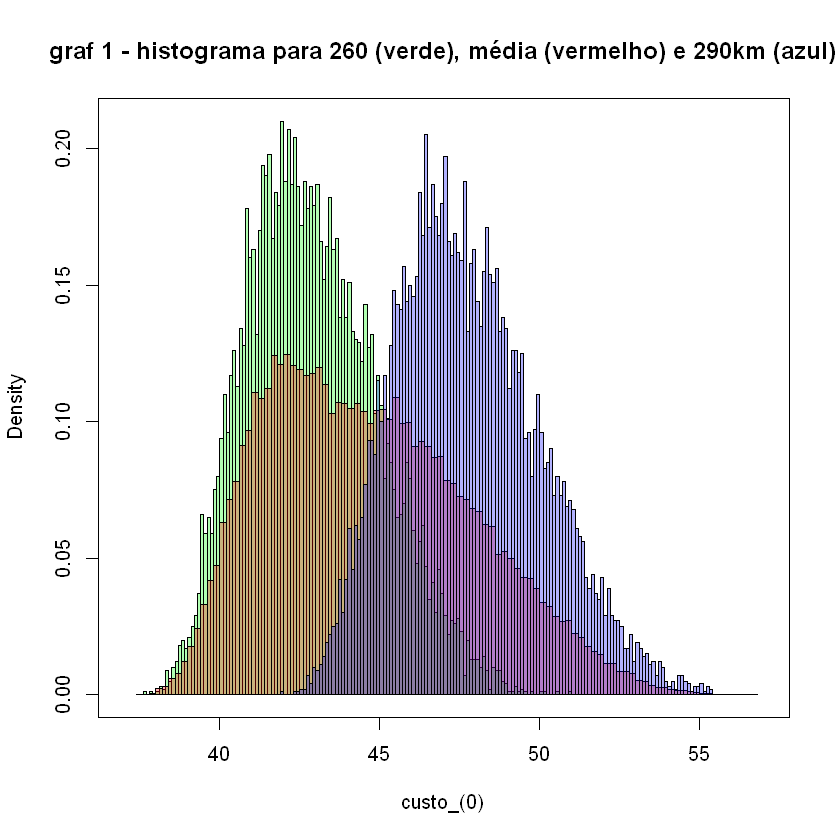 graf 1 - histograma para 260 (verde), média (vermelho) e 290km (azul)
Density
0.20
0.15
0.10
0.05
0.00
40 45 50 55
custo_(0)